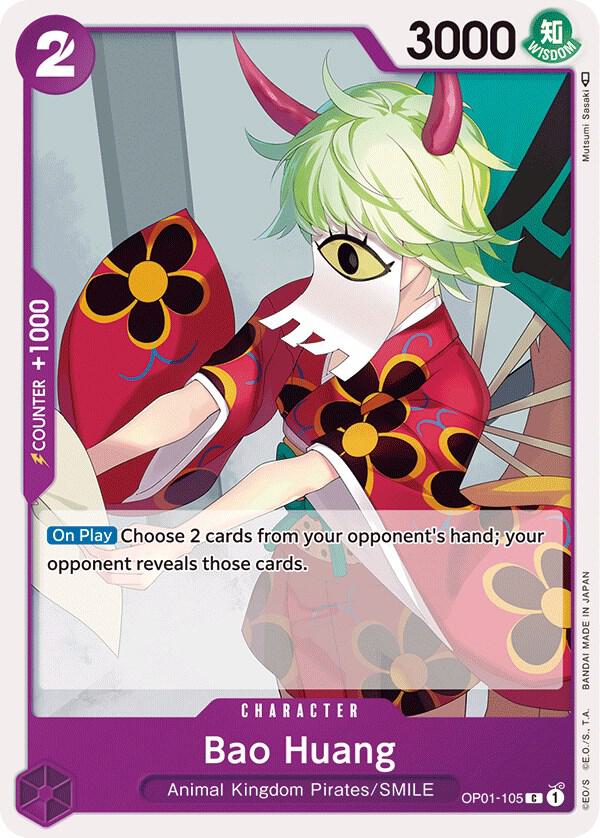 2
3000
知
WISDOM
Mutsumi Sasaki
COUNTER +1000
On Play Choose 2 cards from your opponent's hand; your
opponent reveals those cards.
CHARACTER
Bao Huang
Animal Kingdom Pirates/SMILE
OP01-105 C 1
©E.O/S ©E.O./S., T.A. BANDAI MADE IN JAPAN